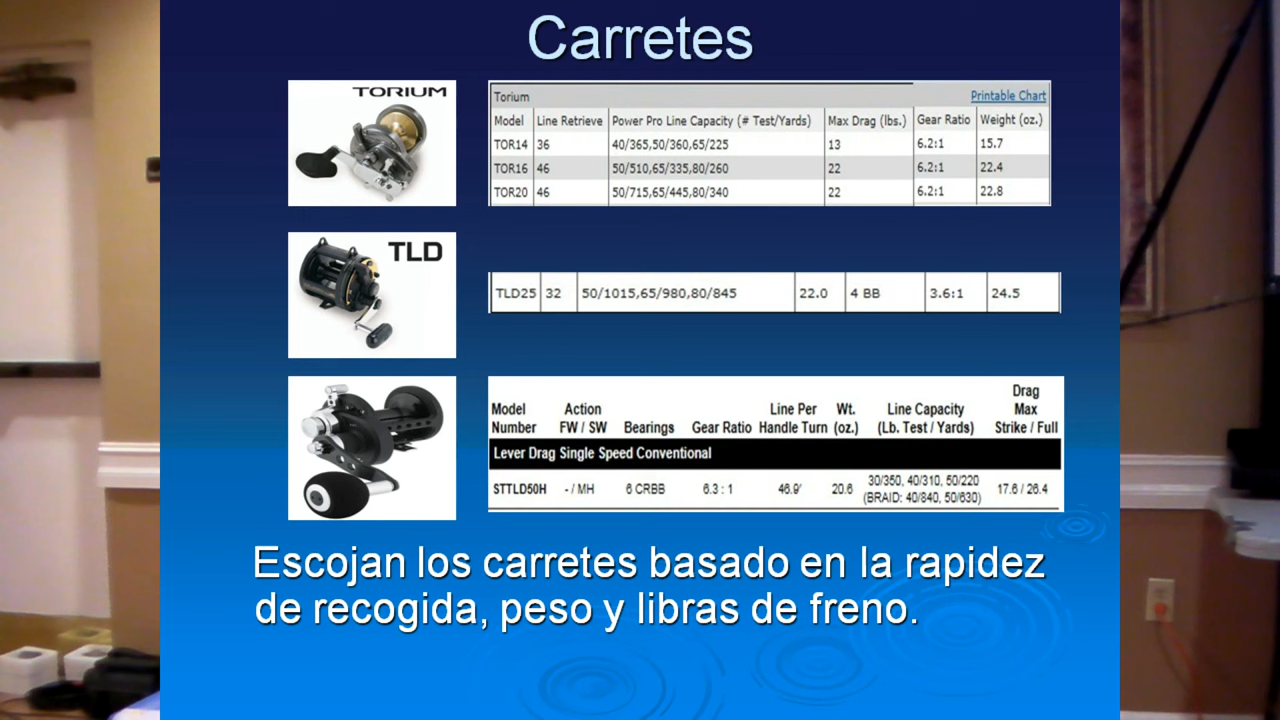 Carretes
TORIUM
Torium Printable Chart
Model Line Retrieve Power Pro Line Capacity (# Test/Yards) Max Drag (lbs.) Gear Ratio Weight (oz.)
TOR14 36 40/365,50/360,65/225 13 6.2:1 15.7
TOR16 46 50/510,65/335,80/260 22 6.2:1 22.4
TOR20 46 50/715,65/445,80/340 22 6.2:1 22.8
TLD
TLD25 32 50/1015,65/980,80/845 22.0 4 BB 3.6:1 24.5
Drag
Model Action Line Per Wt. Line Capacity Max
Number FW / SW Bearings Gear Ratio Handle Turn (oz.) (Lb. Test / Yards) Strike / Full
Lever Drag Single Speed Conventional
STTLD50H - / MH 6 CRBB 6.3 : 1 46.9' 20.6 30/350, 40/310, 50/220 17.6 / 26.4
(BRAID: 40/840, 50/630)
Escojan los carretes basado en la rapidez
de recogida, peso y libras de freno.